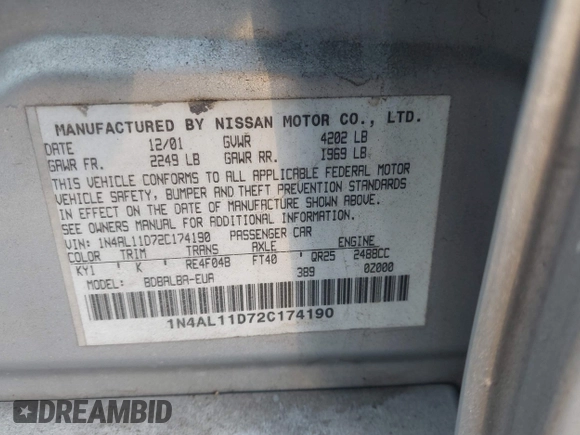 MANUFACTURED BY NISSAN MOTOR CO., LTD.
DATE 12/01 GVWR 4202 LB
GAWR FR. 2249 LB GAWR RR. 1969 LB
THIS VEHICLE CONFORMS TO ALL APPLICABLE FEDERAL MOTOR
VEHICLE SAFETY, BUMPER AND THEFT PREVENTION STANDARDS
IN EFFECT ON THE DATE OF MANUFACTURE SHOWN ABOVE.
SEE OWNERS MANUAL FOR ADDITIONAL INFORMATION.
VIN: 1N4AL11D72C174190 PASSENGER CAR
COLOR TRIM TRANS AXLE ENGINE
KY1 ' K ' RE4F04B FT40 ' QR25 2488CC
MODEL: BDBALBA-EUA 389 0Z000
1N4AL11D72C174190
DREAMBID